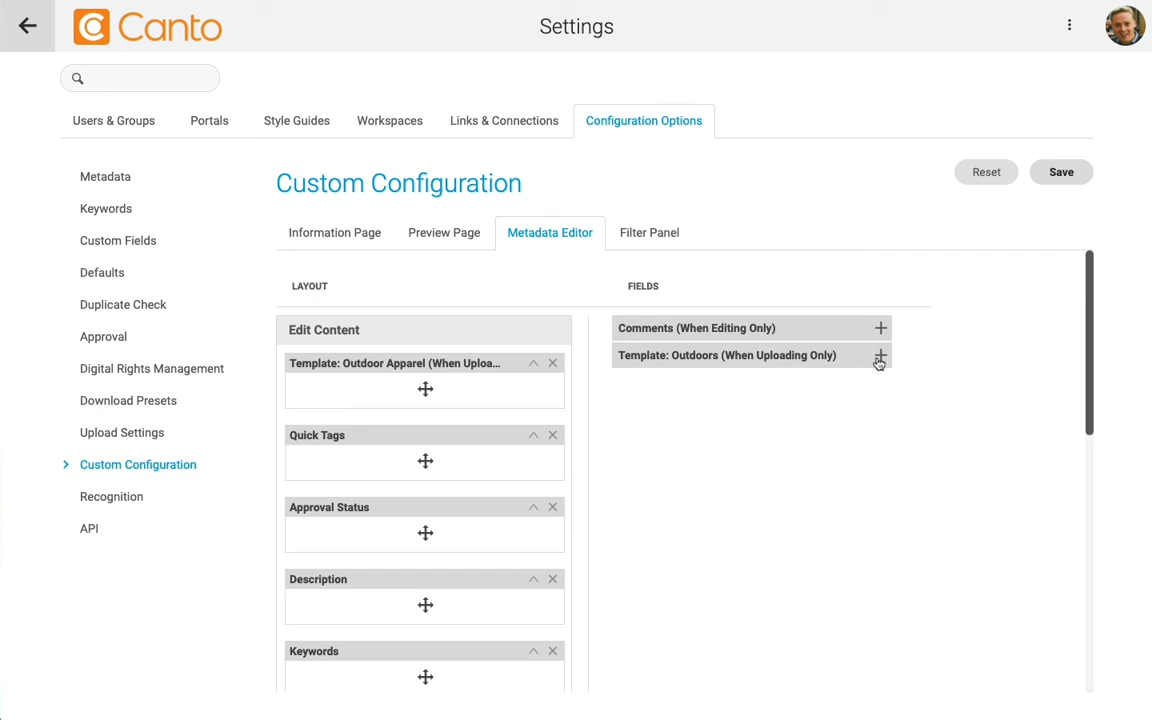 Canto
Settings
Users & Groups
Portals
Style Guides
Workspaces
Links & Connections
Configuration Options
Metadata
Keywords
Custom Fields
Defaults
Duplicate Check
Approval
Digital Rights Management
Download Presets
Upload Settings
Custom Configuration
Recognition
API
Custom Configuration
Reset
Save
Information Page
Preview Page
Metadata Editor
Filter Panel
LAYOUT
FIELDS
Edit Content
Template: Outdoor Apparel (When Uploa...
Quick Tags
Approval Status
Description
Keywords
Comments (When Editing Only)
Template: Outdoors (When Uploading Only)